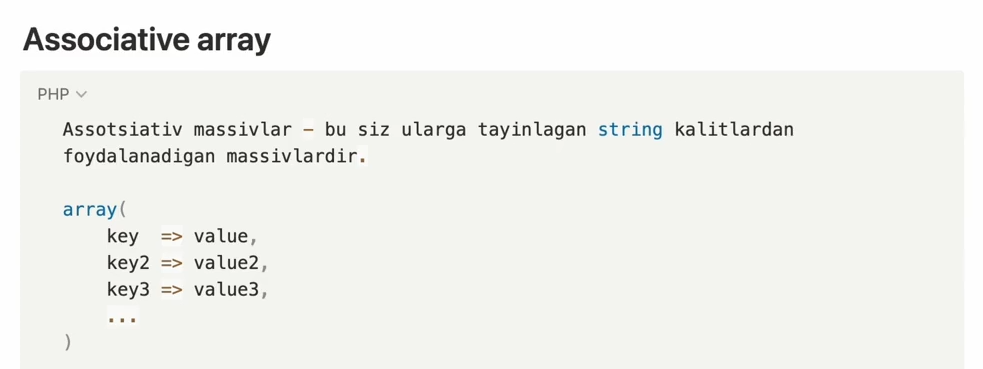 Associative array
PHP
Assotsiativ massivlar – bu siz ularga tayinlagan string kalitlardan
foydalanadigan massivlardir.
array(
key => value,
key2 => value2,
key3 => value3,
...
)